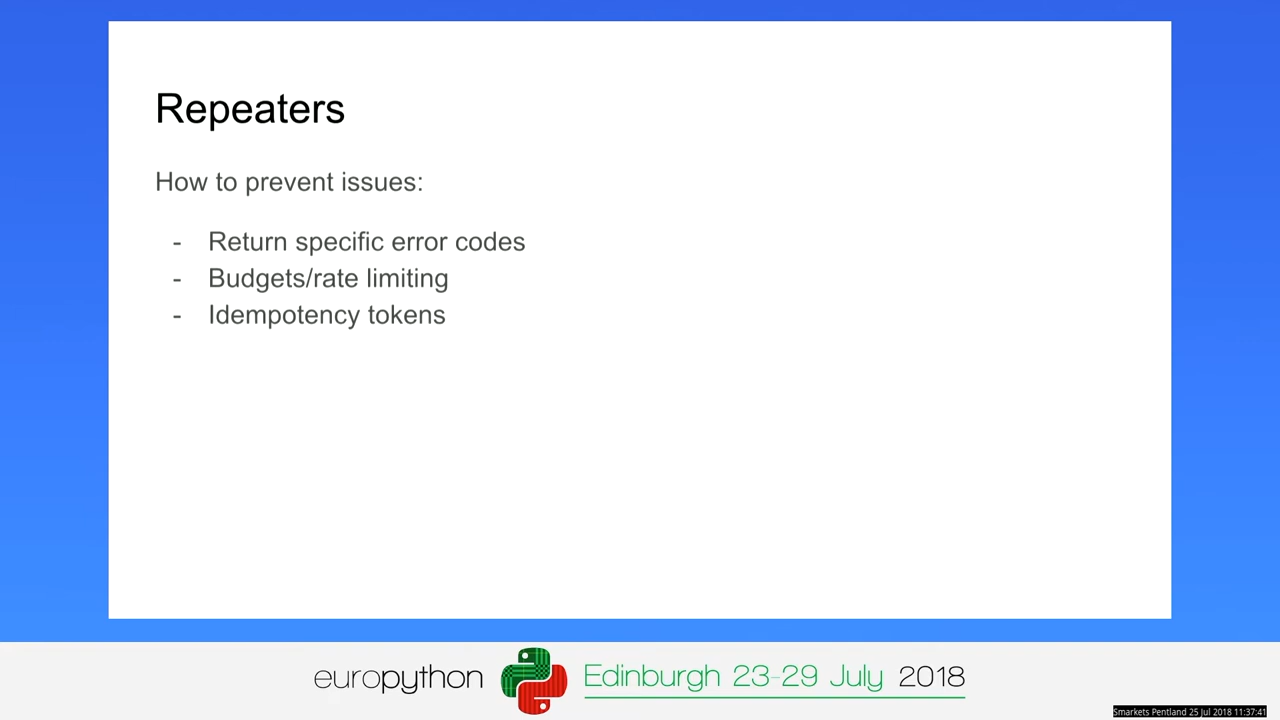 Repeaters
How to prevent issues:
- Return specific error codes
- Budgets/rate limiting
- Idempotency tokens
europython Edinburgh 23-29 July 2018
Smarkets Pentland 25 Jul 2018 11:37:41